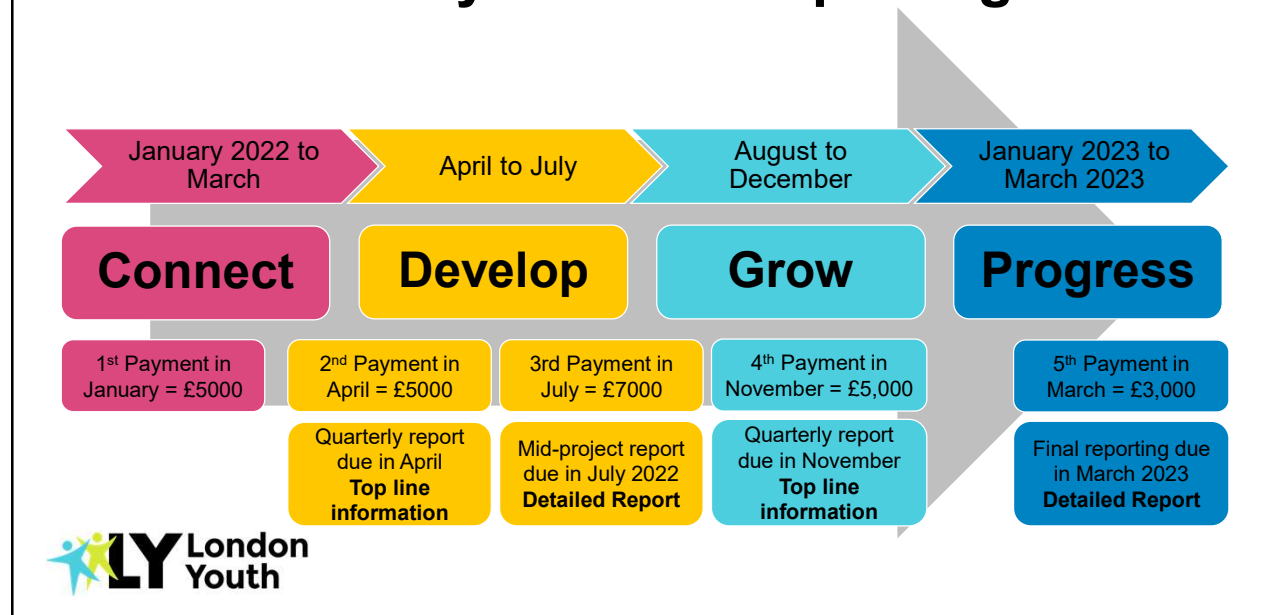 January 2022 to
March
April to July
August to
December
January 2023 to
March 2023
Connect
Develop
Grow
Progress
1st Payment in
January = £5000
2nd Payment in
April = £5000
3rd Payment in
July = £7000
4th Payment in
November = £5,000
5th Payment in
March = £3,000
Quarterly report
due in April
Top line
information
Mid-project report
due in July 2022
Detailed Report
Quarterly report
due in November
Top line
information
Final reporting due
in March 2023
Detailed Report
LY London
Youth